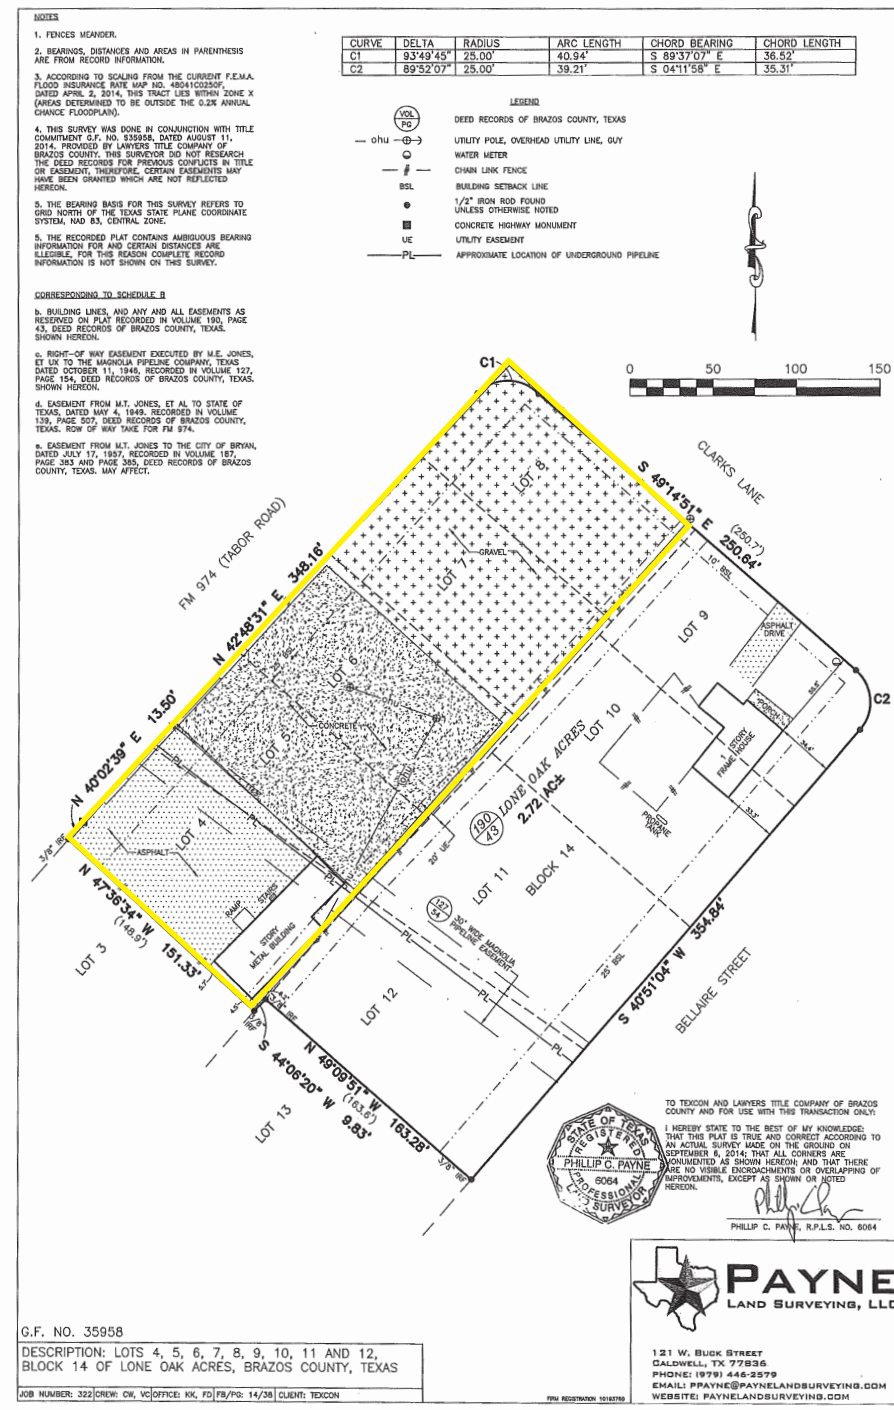 NOTES
1. FENCES MEANDER.
2. BEARINGS, DISTANCES AND AREAS IN PARENTHESIS
ARE FROM RECORD INFORMATION.
3. ACCORDING TO SCALING FROM THE CURRENT F.E.M.A.
FLOOD INSURANCE RATE MAP NO. 48041C0250F,
DATED APRIL 2, 2014, THIS TRACT LIES WITHIN ZONE X
(AREAS DETERMINED TO BE OUTSIDE THE 0.2% ANNUAL
CHANCE FLOODPLAIN).
4. THIS SURVEY WAS DONE IN CONJUNCTION WITH TITLE
COMMITMENT G.F. NO. S35958, DATED AUGUST 11,
2014. PROVIDED BY LAWYERS TITLE COMPANY OF
BRAZOS COUNTY. THIS SURVEYOR DID NOT RESEARCH
THE DEED RECORDS FOR PREVIOUS CONFLICTS IN TITLE
OR EASEMENT, THEREFORE, CERTAIN EASEMENTS MAY
HAVE BEEN GRANTED WHICH ARE NOT REFLECTED
HEREON.
5. THE BEARING BASIS FOR THIS SURVEY REFERS TO
GRID NORTH OF THE TEXAS STATE PLANE COORDINATE
SYSTEM, NAD 83, CENTRAL ZONE.
5. THE RECORDED PLAT CONTAINS AMBIGUOUS BEARING
INFORMATION FOR AND CERTAIN DISTANCES ARE
ILLEGIBLE, FOR THIS REASON COMPLETE RECORD
INFORMATION IS NOT SHOWN ON THIS SURVEY.
CORRESPONDING TO SCHEDULE B
b. BUILDING LINES, AND ANY AND ALL EASEMENTS AS
RESERVED ON PLAT RECORDED IN VOLUME 190, PAGE
43, DEED RECORDS OF BRAZOS COUNTY, TEXAS.
SHOWN HEREON.
c. RIGHT-OF WAY EASEMENT EXECUTED BY M.E. JONES,
ET UX TO THE MAGNOLIA PIPELINE COMPANY, TEXAS
DATED OCTOBER 11, 1946, RECORDED IN VOLUME 127,
PAGE 154, DEED RECORDS OF BRAZOS COUNTY, TEXAS.
SHOWN HEREON.
d. EASEMENT FROM M.T. JONES, ET AL TO STATE OF
TEXAS, DATED MAY 4, 1949. RECORDED IN VOLUME
139, PAGE 507, DEED RECORDS OF BRAZOS COUNTY,
TEXAS. ROW OF WAY TAKE FOR FM 974.
e. EASEMENT FROM M.T. JONES TO THE CITY OF BRYAN,
DATED JULY 17, 1957, RECORDED IN VOLUME 187,
PAGE 383 AND PAGE 385, DEED RECORDS OF BRAZOS
COUNTY, TEXAS. MAY AFFECT.
CURVE DELTA RADIUS ARC LENGTH CHORD BEARING CHORD LENGTH
C1 93°49'45" 25.00' 40.94' S 89°37'07" E 36.52'
C2 89°52'07" 25.00' 39.21' S 04°11'58" E 35.31'
LEGEND
VOL
PG
DEED RECORDS OF BRAZOS COUNTY, TEXAS
ohu UTILITY POLE, OVERHEAD UTILITY LINE, GUY
WATER METER
CHAIN LINK FENCE
BSL BUILDING SETBACK LINE
1/2" IRON ROD FOUND
UNLESS OTHERWISE NOTED
CONCRETE HIGHWAY MONUMENT
UE UTILITY EASEMENT
PL APPROXIMATE LOCATION OF UNDERGROUND PIPELINE
0 50 100 150
C1
CLARKS LANE
S 49°14'51" E 250.64'
(250.7')
FM 974 (TABOR ROAD)
N 42°48'31" E 348.16'
N 40°02'39" E 13.50'
LOT 8
LOT 7
GRAVEL
LOT 6
25' BSL
LOT 5
CONCRETE
ohu
ohu
LOT 4
ASPHALT
PL
PL
PL
RAMP
STAIRS
1 STORY
METAL BUILDING
3/8" IRF
N 47°36'34" W 151.33'
(148.9')
LOT 3
5.7'
4.5'
4.2'
3/8" IRF
3/8" IRF
10' BSL
LOT 9
ASPHALT
DRIVE
PORCH
1 STORY
FRAME HOUSE
33.3'
C2
LOT 10
PROPANE
TANK
LONE OAK ACRES
2.72 AC±
190
43
20' UE
LOT 11
BLOCK 14
127
54
30' WIDE MAGNOLIA
PIPELINE EASEMENT
PL
PL
PL
25' BSL
LOT 12
S 40°51'04" W 354.84'
BELLAIRE STREET
N 49°09'51" W 163.28'
(163.6')
S 44°06'20" W 9.83'
LOT 13
3/8" IRF
STATE OF TEXAS
REGISTERED
PHILLIP C. PAYNE
6064
PROFESSIONAL
LAND SURVEYOR
TO TEXCON AND LAWYERS TITLE COMPANY OF BRAZOS
COUNTY AND FOR USE WITH THIS TRANSACTION ONLY:
I HEREBY STATE TO THE BEST OF MY KNOWLEDGE:
THAT THIS PLAT IS TRUE AND CORRECT ACCORDING TO
AN ACTUAL SURVEY MADE ON THE GROUND ON
SEPTEMBER 6, 2014; THAT ALL CORNERS ARE
MONUMENTED AS SHOWN HEREON; AND THAT THERE
ARE NO VISIBLE ENCROACHMENTS OR OVERLAPPING OF
IMPROVEMENTS, EXCEPT AS SHOWN OR NOTED
HEREON.
PHILLIP C. PAYNE, R.P.L.S. NO. 6064
PAYNE
LAND SURVEYING, LLC
121 W. BUCK STREET
CALDWELL, TX 77836
PHONE: (979) 446-2579
EMAIL: PPAYNE@PAYNELANDSURVEYING.COM
WEBSITE: PAYNELANDSURVEYING.COM
G.F. NO. 35958
DESCRIPTION: LOTS 4, 5, 6, 7, 8, 9, 10, 11 AND 12,
BLOCK 14 OF LONE OAK ACRES, BRAZOS COUNTY, TEXAS
JOB NUMBER: 322 CREW: CW, VC OFFICE: KK, FD FB/PG: 14/38 CLIENT: TEXCON
FIRM REGISTRATION 10193760